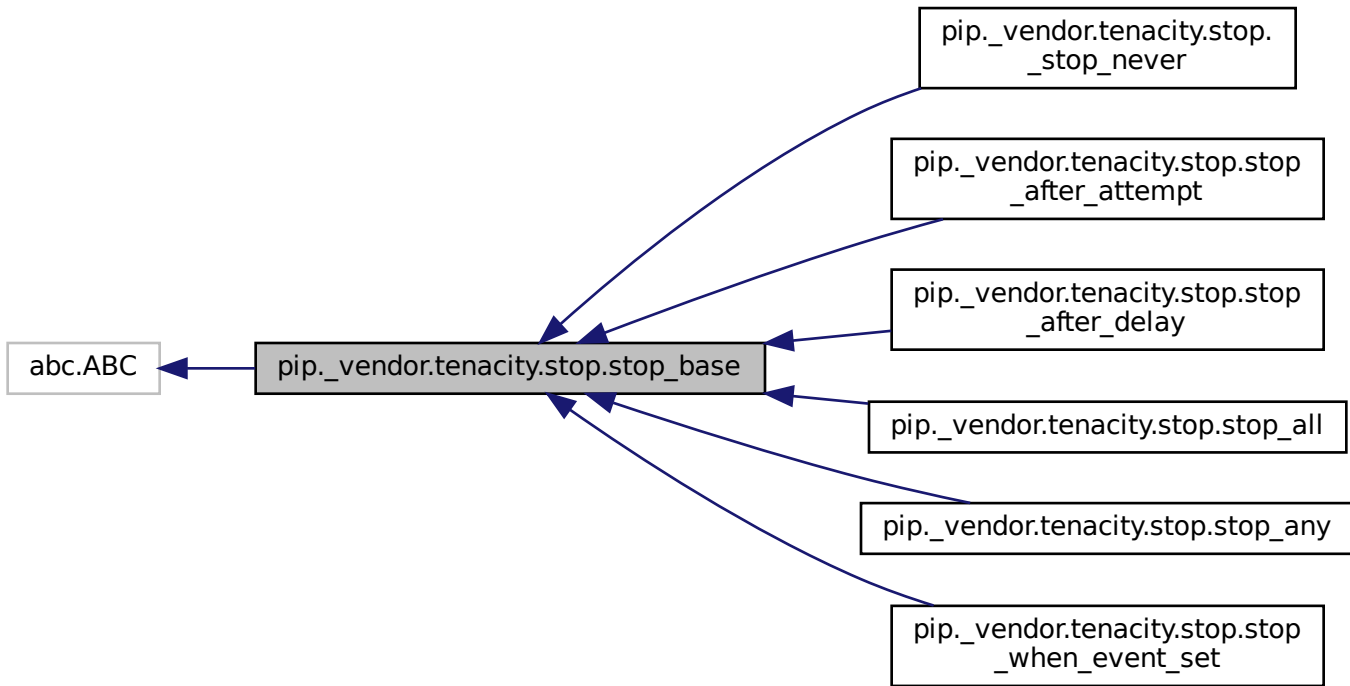 pip._vendor.tenacity.stop.
_stop_never
pip._vendor.tenacity.stop.stop
_after_attempt
pip._vendor.tenacity.stop.stop
_after_delay
abc.ABC
pip._vendor.tenacity.stop.stop_base
pip._vendor.tenacity.stop.stop_all
pip._vendor.tenacity.stop.stop_any
pip._vendor.tenacity.stop.stop
_when_event_set